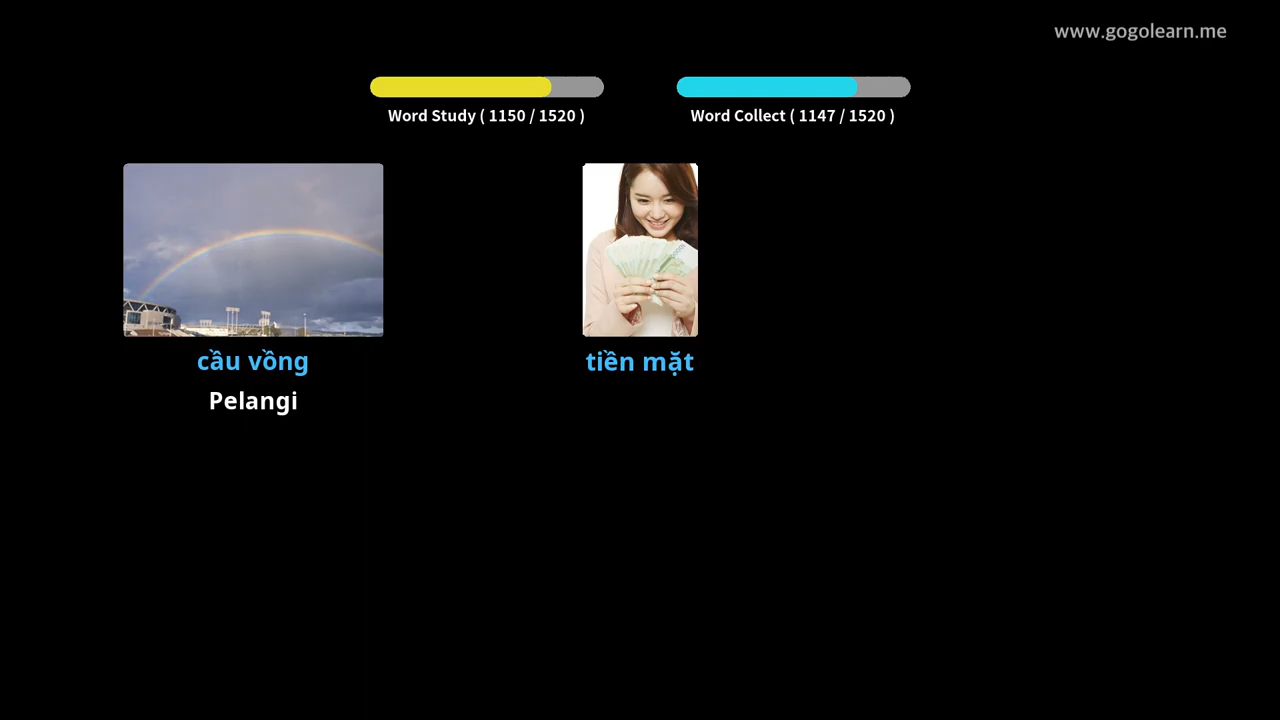 www.gogolearn.me
Word Study ( 1150 / 1520 )
Word Collect ( 1147 / 1520 )
cầu vồng
Pelangi
tiền mặt